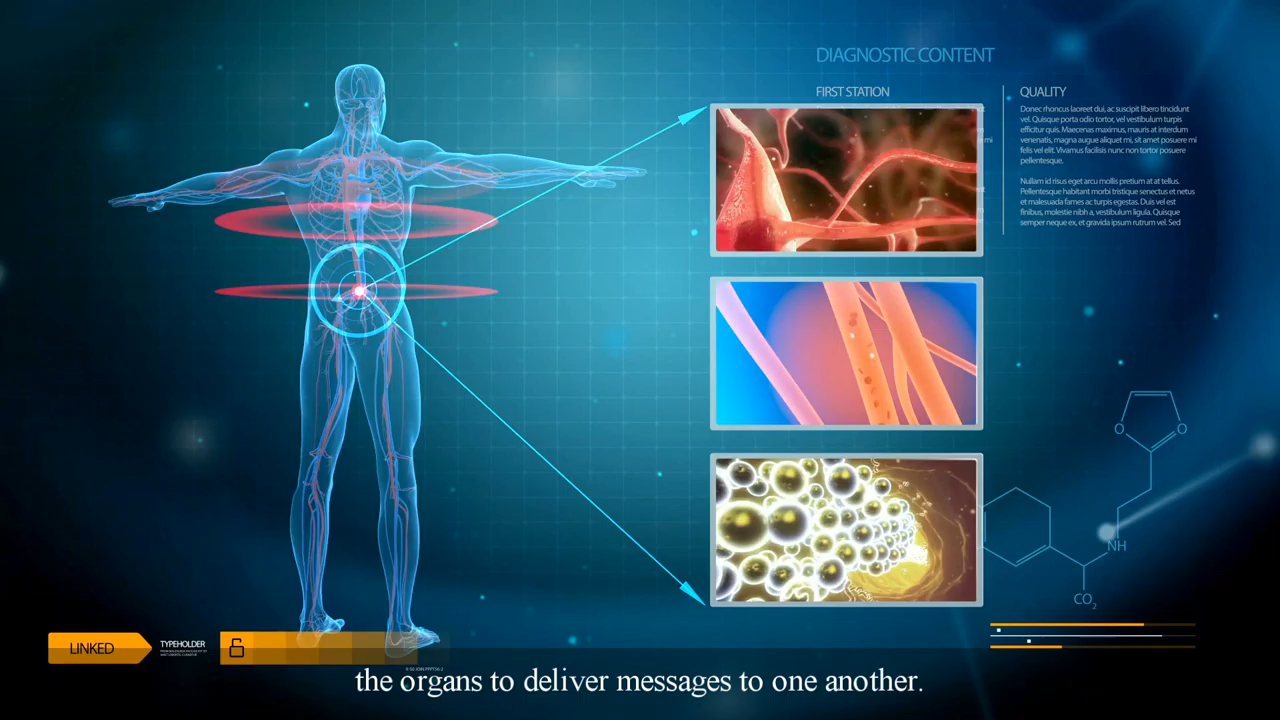 DIAGNOSTIC CONTENT
FIRST STATION
QUALITY
Donec rhoncus laoreet dui, ac suscipit libero tincidunt
vel. Quisque porta odio tortor, vel vestibulum turpis
efficitur quis. Maecenas maximus, mauris at interdum
venenatis, magna augue aliquet mi, sit amet posuere mi
felis vel elit. Vivamus facilisis nunc non tortor posuere
pellentesque.
Nullam id risus eget arcu mollis pretium at at tellus.
Pellentesque habitant morbi tristique senectus et netus
et malesuada fames ac turpis egestas. Duis vel est
finibus, molestie nibh a, vestibulum ligula. Quisque
semper neque ex, et gravida ipsum rutrum vel. Sed
mi
O
O
NH
CO2
LINKED
TYPEHOLDER
the organs to deliver messages to one another.